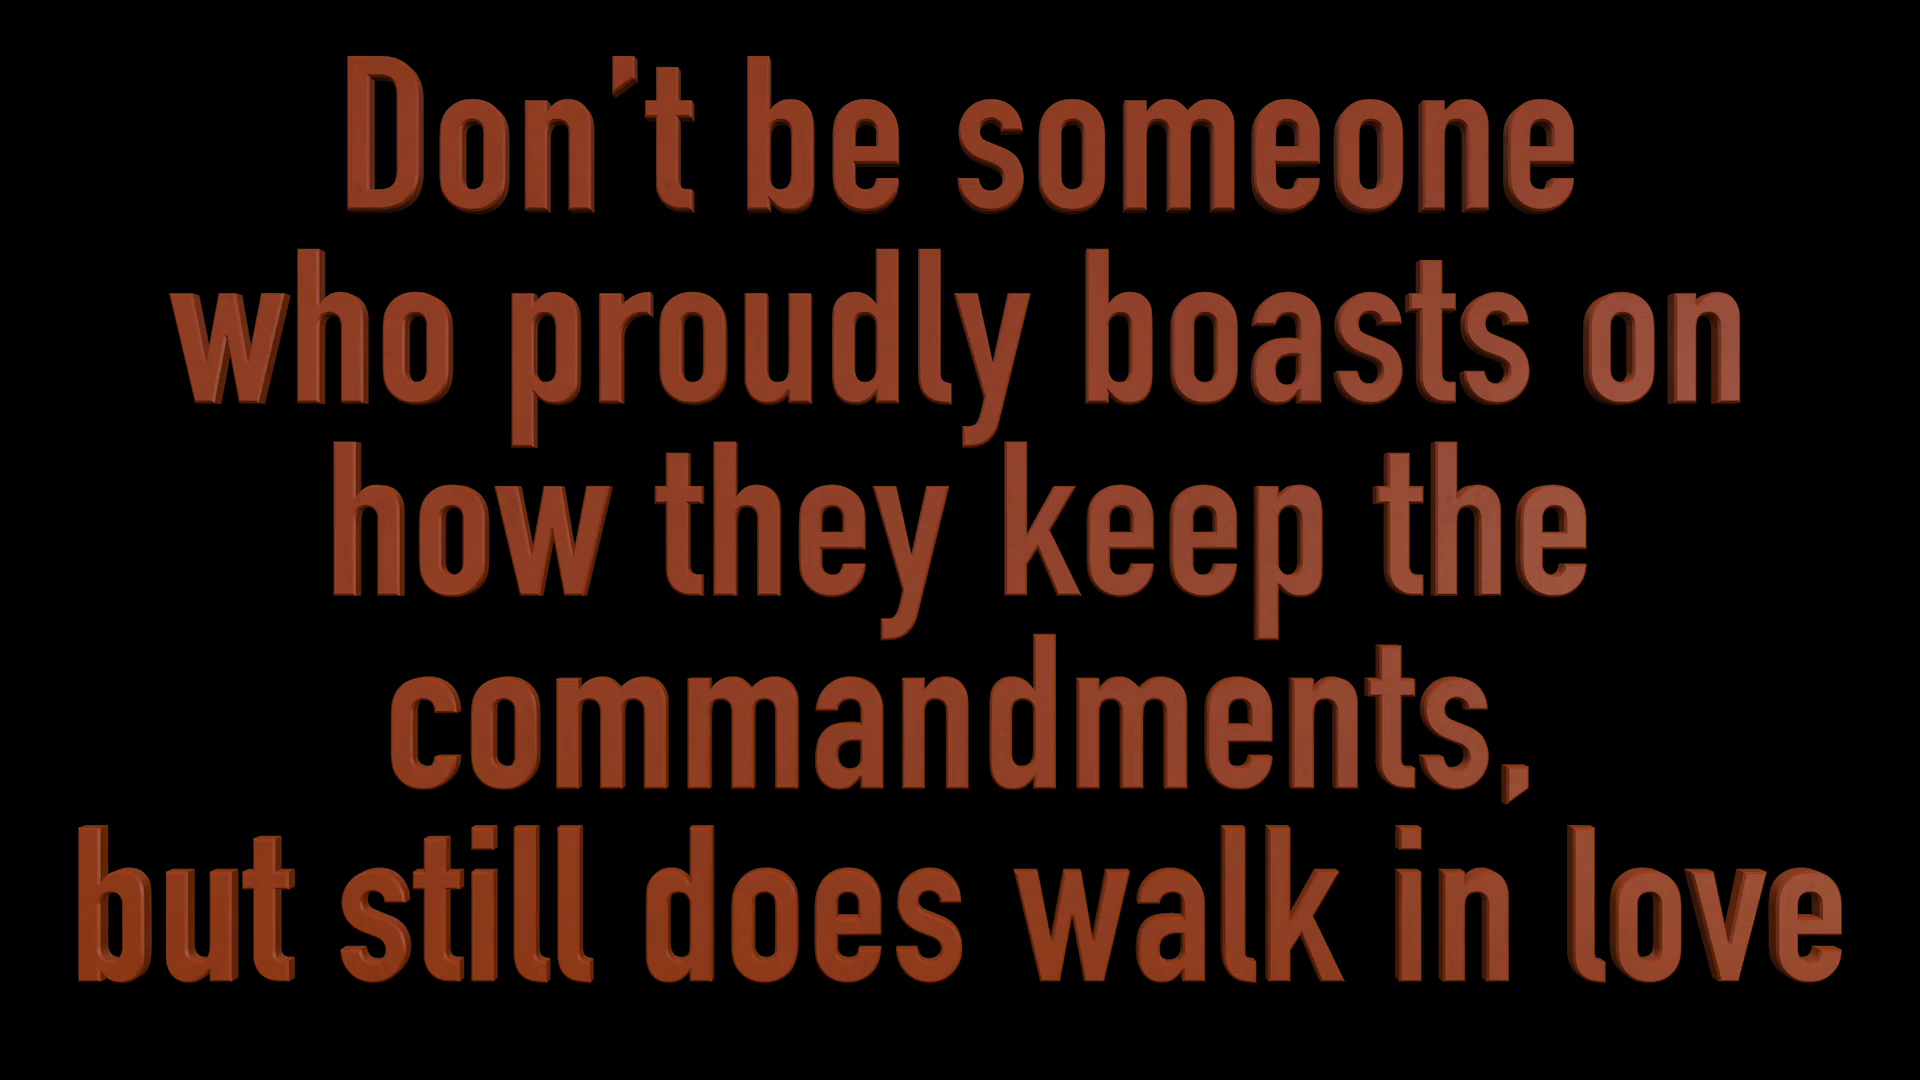 Don't be someone
who proudly boasts on
how they keep the
commandments,
but still does walk in love